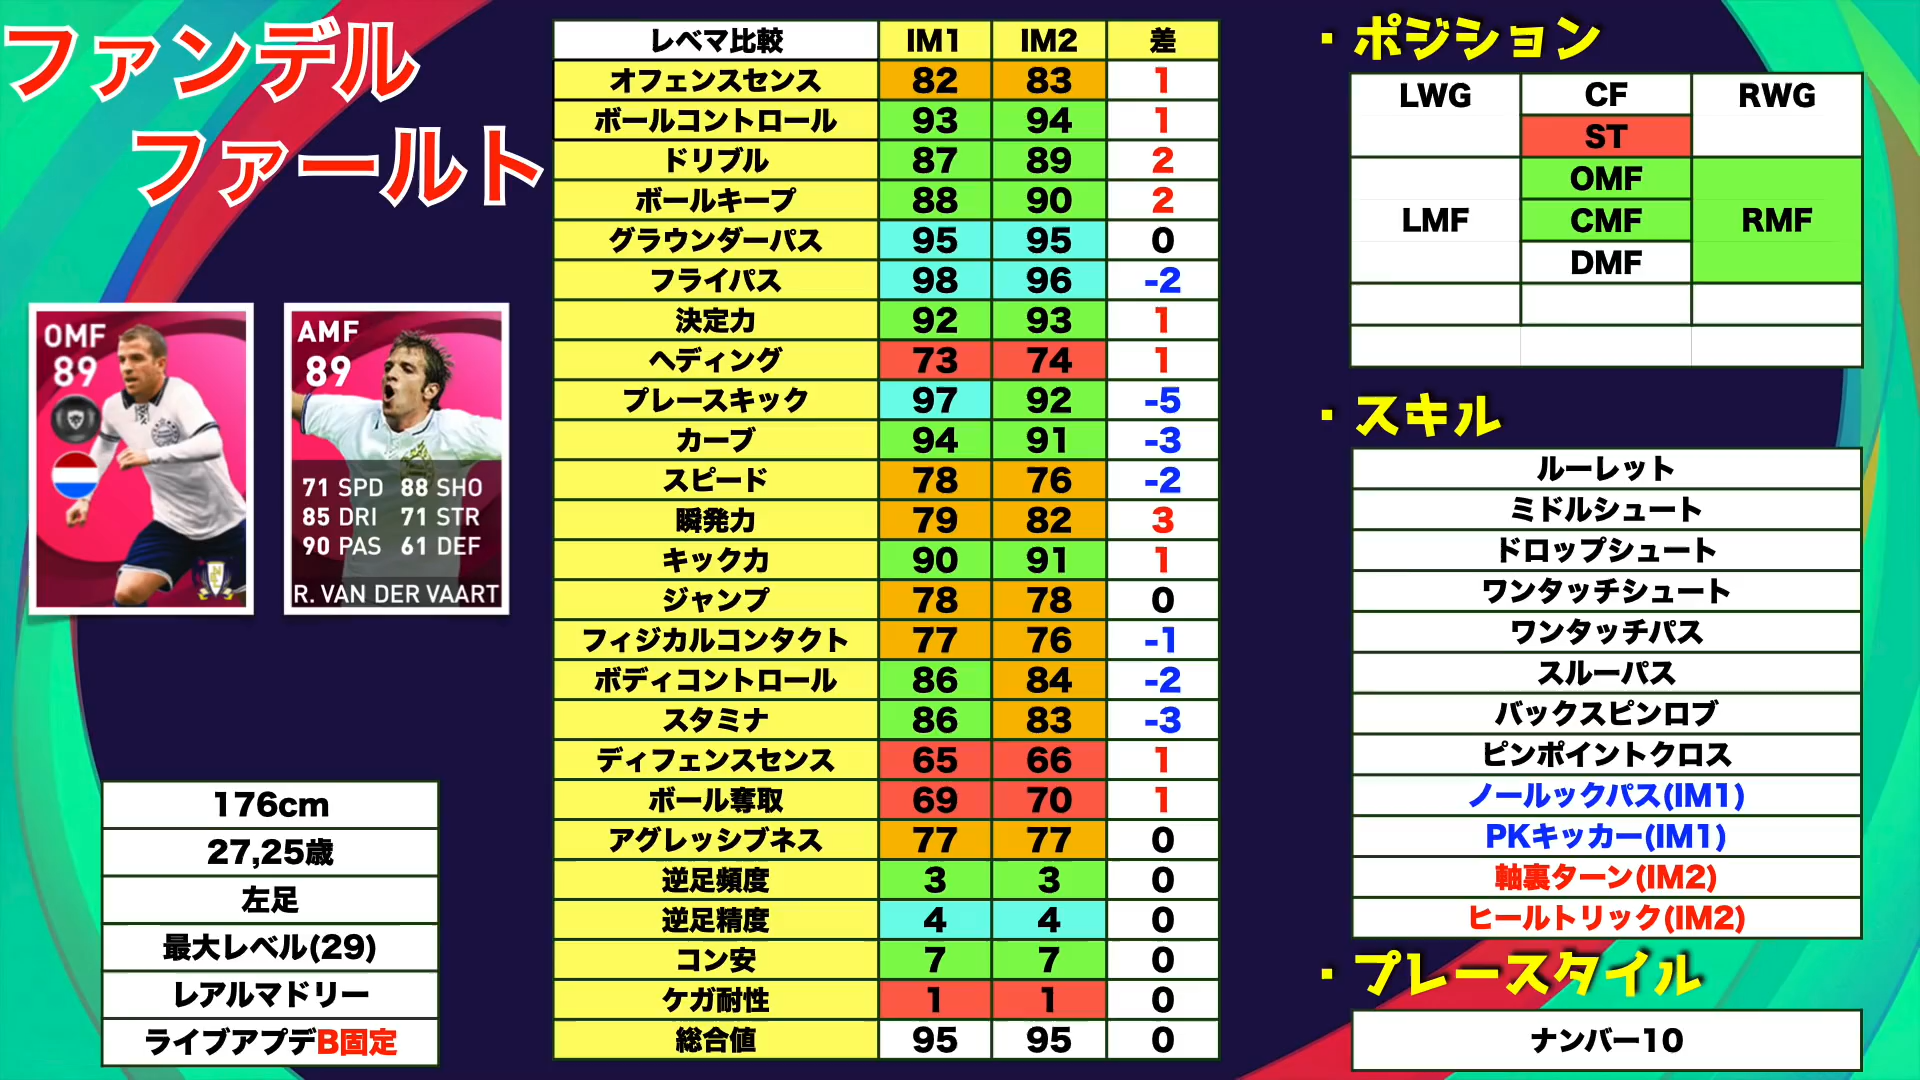 ファンデル
ファールト
OMF
89
AMF
89
71 SPD 88 SHO
85 DRI 71 STR
90 PAS 61 DEF
R. VAN DER VAART
176cm
27,25歳
左足
最大レベル(29)
レアルマドリー
ライブアプデB固定
レベマ比較 IM1 IM2 差
オフェンスセンス 82 83 1
ボールコントロール 93 94 1
ドリブル 87 89 2
ボールキープ 88 90 2
グラウンダーパス 95 95 0
フライパス 98 96 -2
決定力 92 93 1
ヘディング 73 74 1
プレースキック 97 92 -5
カーブ 94 91 -3
スピード 78 76 -2
瞬発力 79 82 3
キック力 90 91 1
ジャンプ 78 78 0
フィジカルコンタクト 77 76 -1
ボディコントロール 86 84 -2
スタミナ 86 83 -3
ディフェンスセンス 65 66 1
ボール奪取 69 70 1
アグレッシブネス 77 77 0
逆足頻度 3 3 0
逆足精度 4 4 0
コン安 7 7 0
ケガ耐性 1 1 0
総合値 95 95 0
・ポジション
LWG CF RWG
ST
OMF
LMF CMF RMF
DMF
・スキル
ルーレット
ミドルシュート
ドロップシュート
ワンタッチシュート
ワンタッチパス
スルーパス
バックスピンロブ
ピンポイントクロス
ノールックパス(IM1)
PKキッカー(IM1)
軸裏ターン(IM2)
ヒールトリック(IM2)
・プレースタイル
ナンバー10